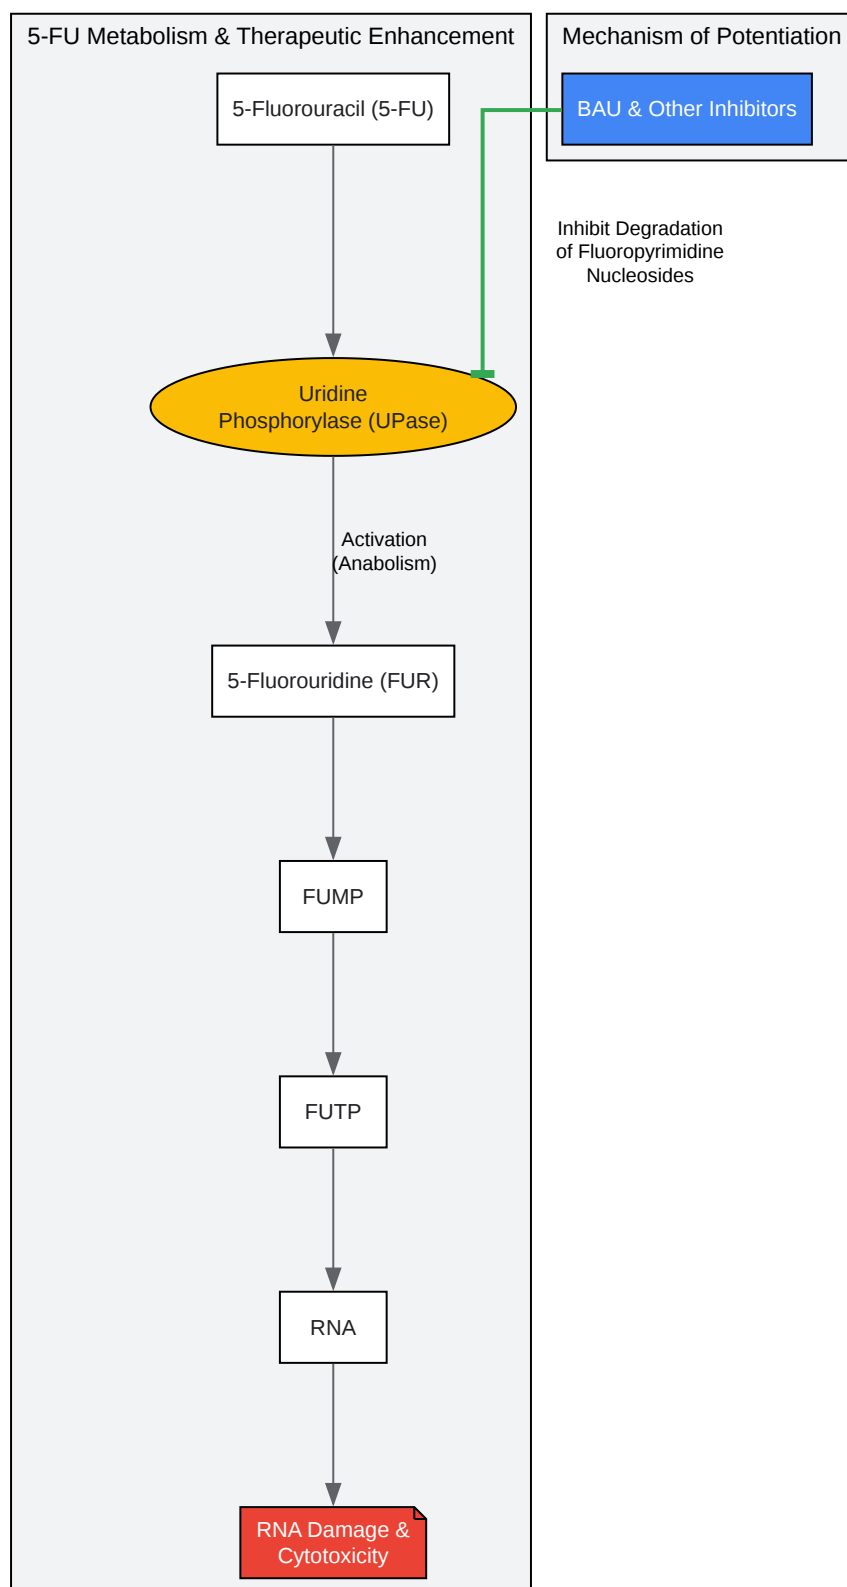 5-FU Metabolism & Therapeutic Enhancement
Mechanism of Potentiation
5-Fluorouracil (5-FU)
BAU & Other Inhibitors
Inhibit Degradation
of Fluoropyrimidine
Nucleosides
Uridine
Phosphorylase (UPase)
Activation
(Anabolism)
5-Fluorouridine (FUR)
FUMP
FUTP
RNA
RNA Damage &
Cytotoxicity